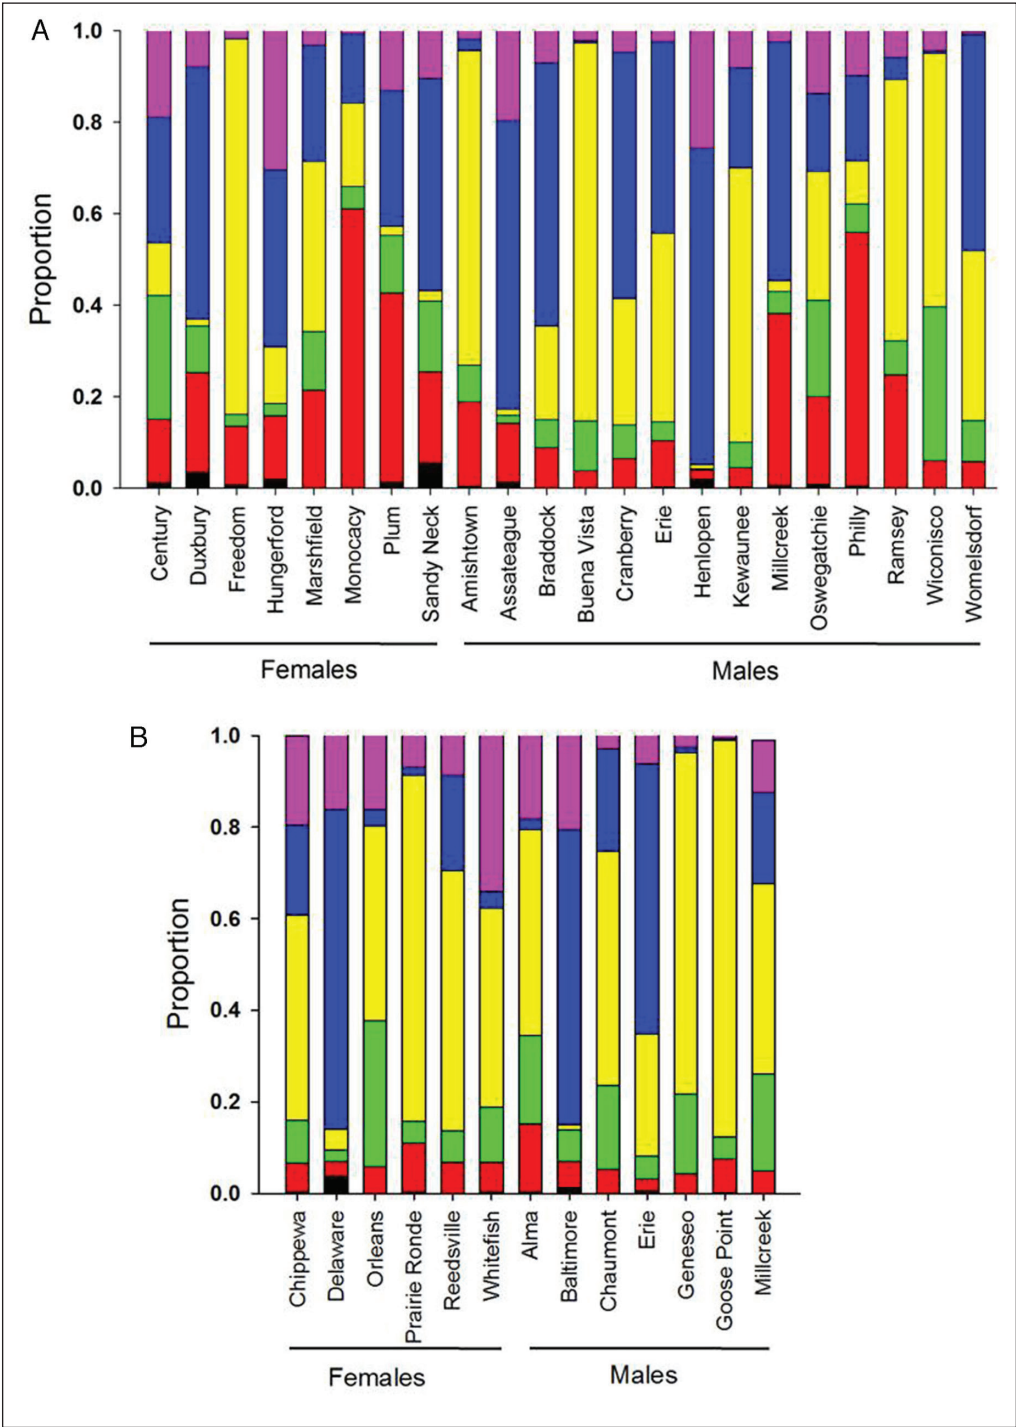 A
1.0
0.8
0.6
0.4
0.2
0.0
Proportion
Century
Duxbury
Freedom
Hungerford
Marshfield
Monocacy
Plum
Sandy Neck
Amishtown
Assateague
Braddock
Buena Vista
Cranberry
Erie
Henlopen
Kewaunee
Millcreek
Oswegatchie
Philly
Ramsey
Wiconisco
Womelsdorf
Females
Males
B
1.0
0.8
0.6
0.4
0.2
0.0
Proportion
Chippewa
Delaware
Orleans
Prairie Ronde
Reedsville
Whitefish
Alma
Baltimore
Chaumont
Erie
Geneseo
Goose Point
Millcreek
Females
Males